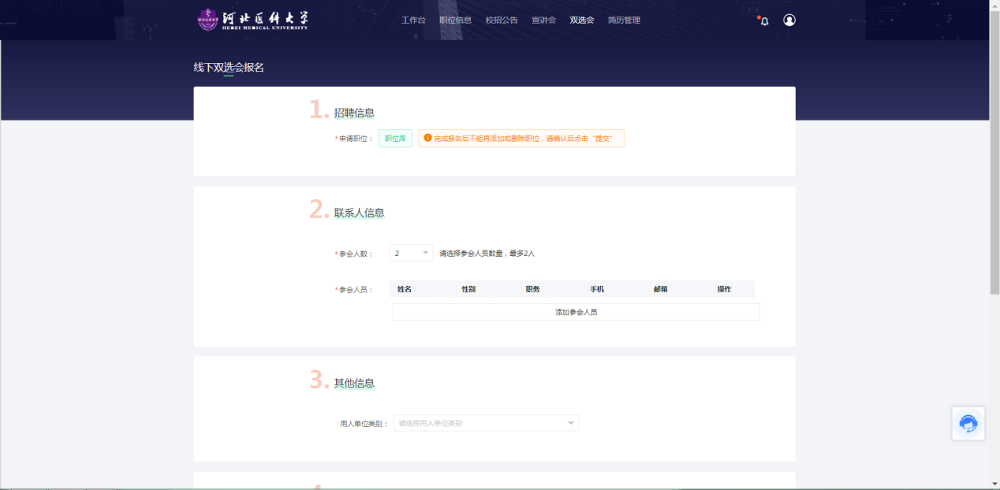 河北医科大学
HEBEI MEDICAL UNIVERSITY
工作台 职位信息 校招公告 宣讲会 双选会 简历管理
线下双选会报名
1. 招聘信息
*申请职位： 职位库 完成报名后不能再添加或删除职位，请确认后点击“提交”
2. 联系人信息
*参会人数： 2 请选择参会人员数量，最多2人
*参会人员： 姓名 性别 职务 手机 邮箱 操作
添加参会人员
3. 其他信息
用人单位类别： 请选择用人单位类别